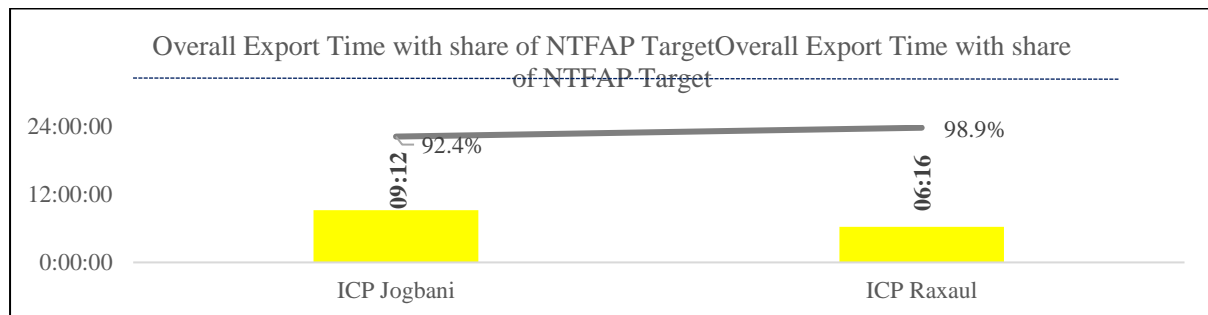 Overall Export Time with share of NTFAP TargetOverall Export Time with share
of NTFAP Target
24:00:00
12:00:00
0:00:00
92.4%
98.9%
09:12
06:16
ICP Jogbani
ICP Raxaul